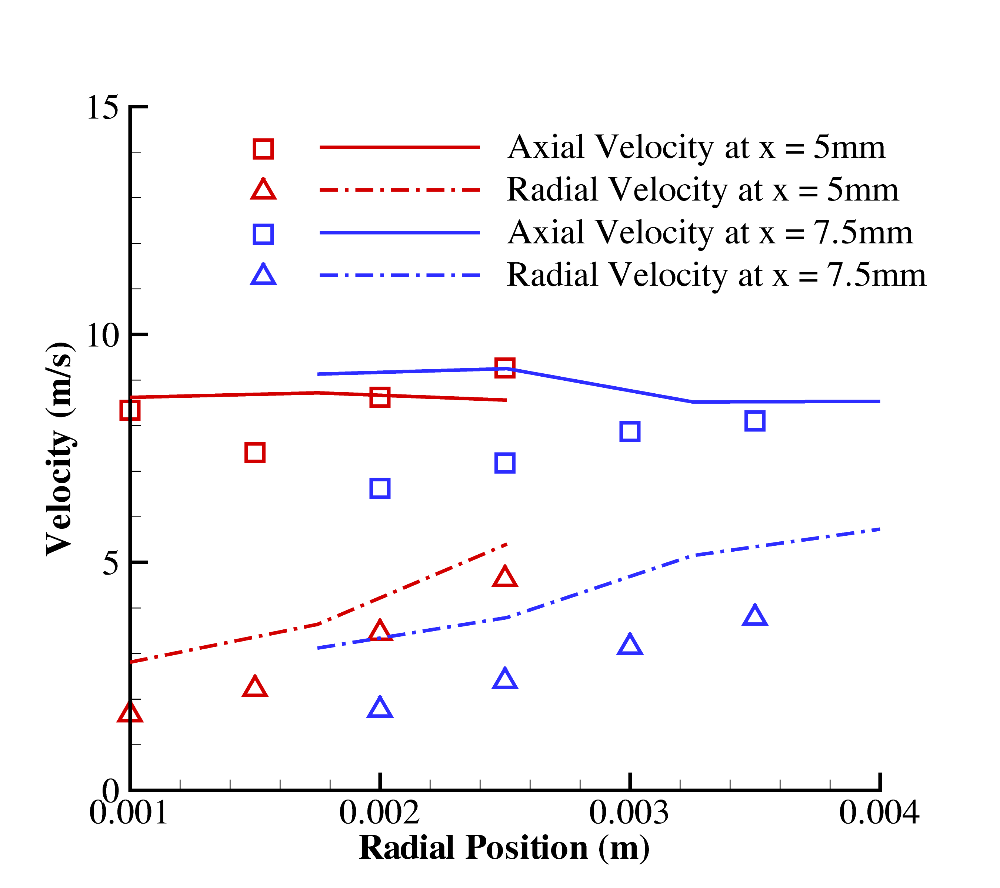 15
Axial Velocity at x = 5mm
Radial Velocity at x = 5mm
Axial Velocity at x = 7.5mm
Radial Velocity at x = 7.5mm
10
Velocity (m/s)
5
0
0.001 0.002 0.003 0.004
Radial Position (m)